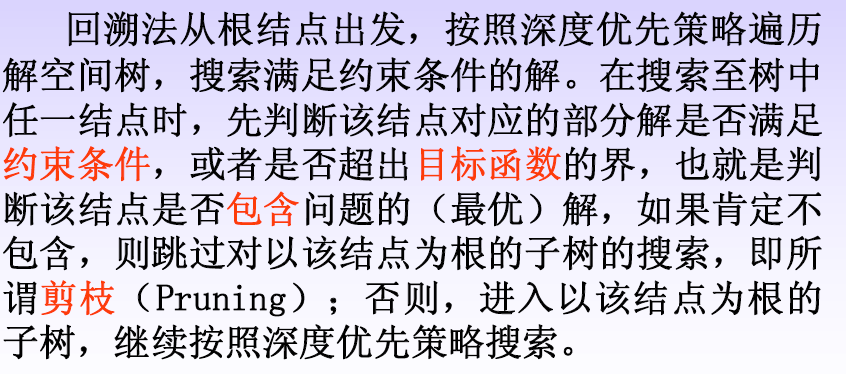 回溯法从根结点出发，按照深度优先策略遍历
解空间树，搜索满足约束条件的解。在搜索至树中
任一结点时，先判断该结点对应的部分解是否满足
约束条件，或者是否超出目标函数的界，也就是判
断该结点是否包含问题的（最优）解，如果肯定不
包含，则跳过对以该结点为根的子树的搜索，即所
谓剪枝（Pruning）；否则，进入以该结点为根的
子树，继续按照深度优先策略搜索。